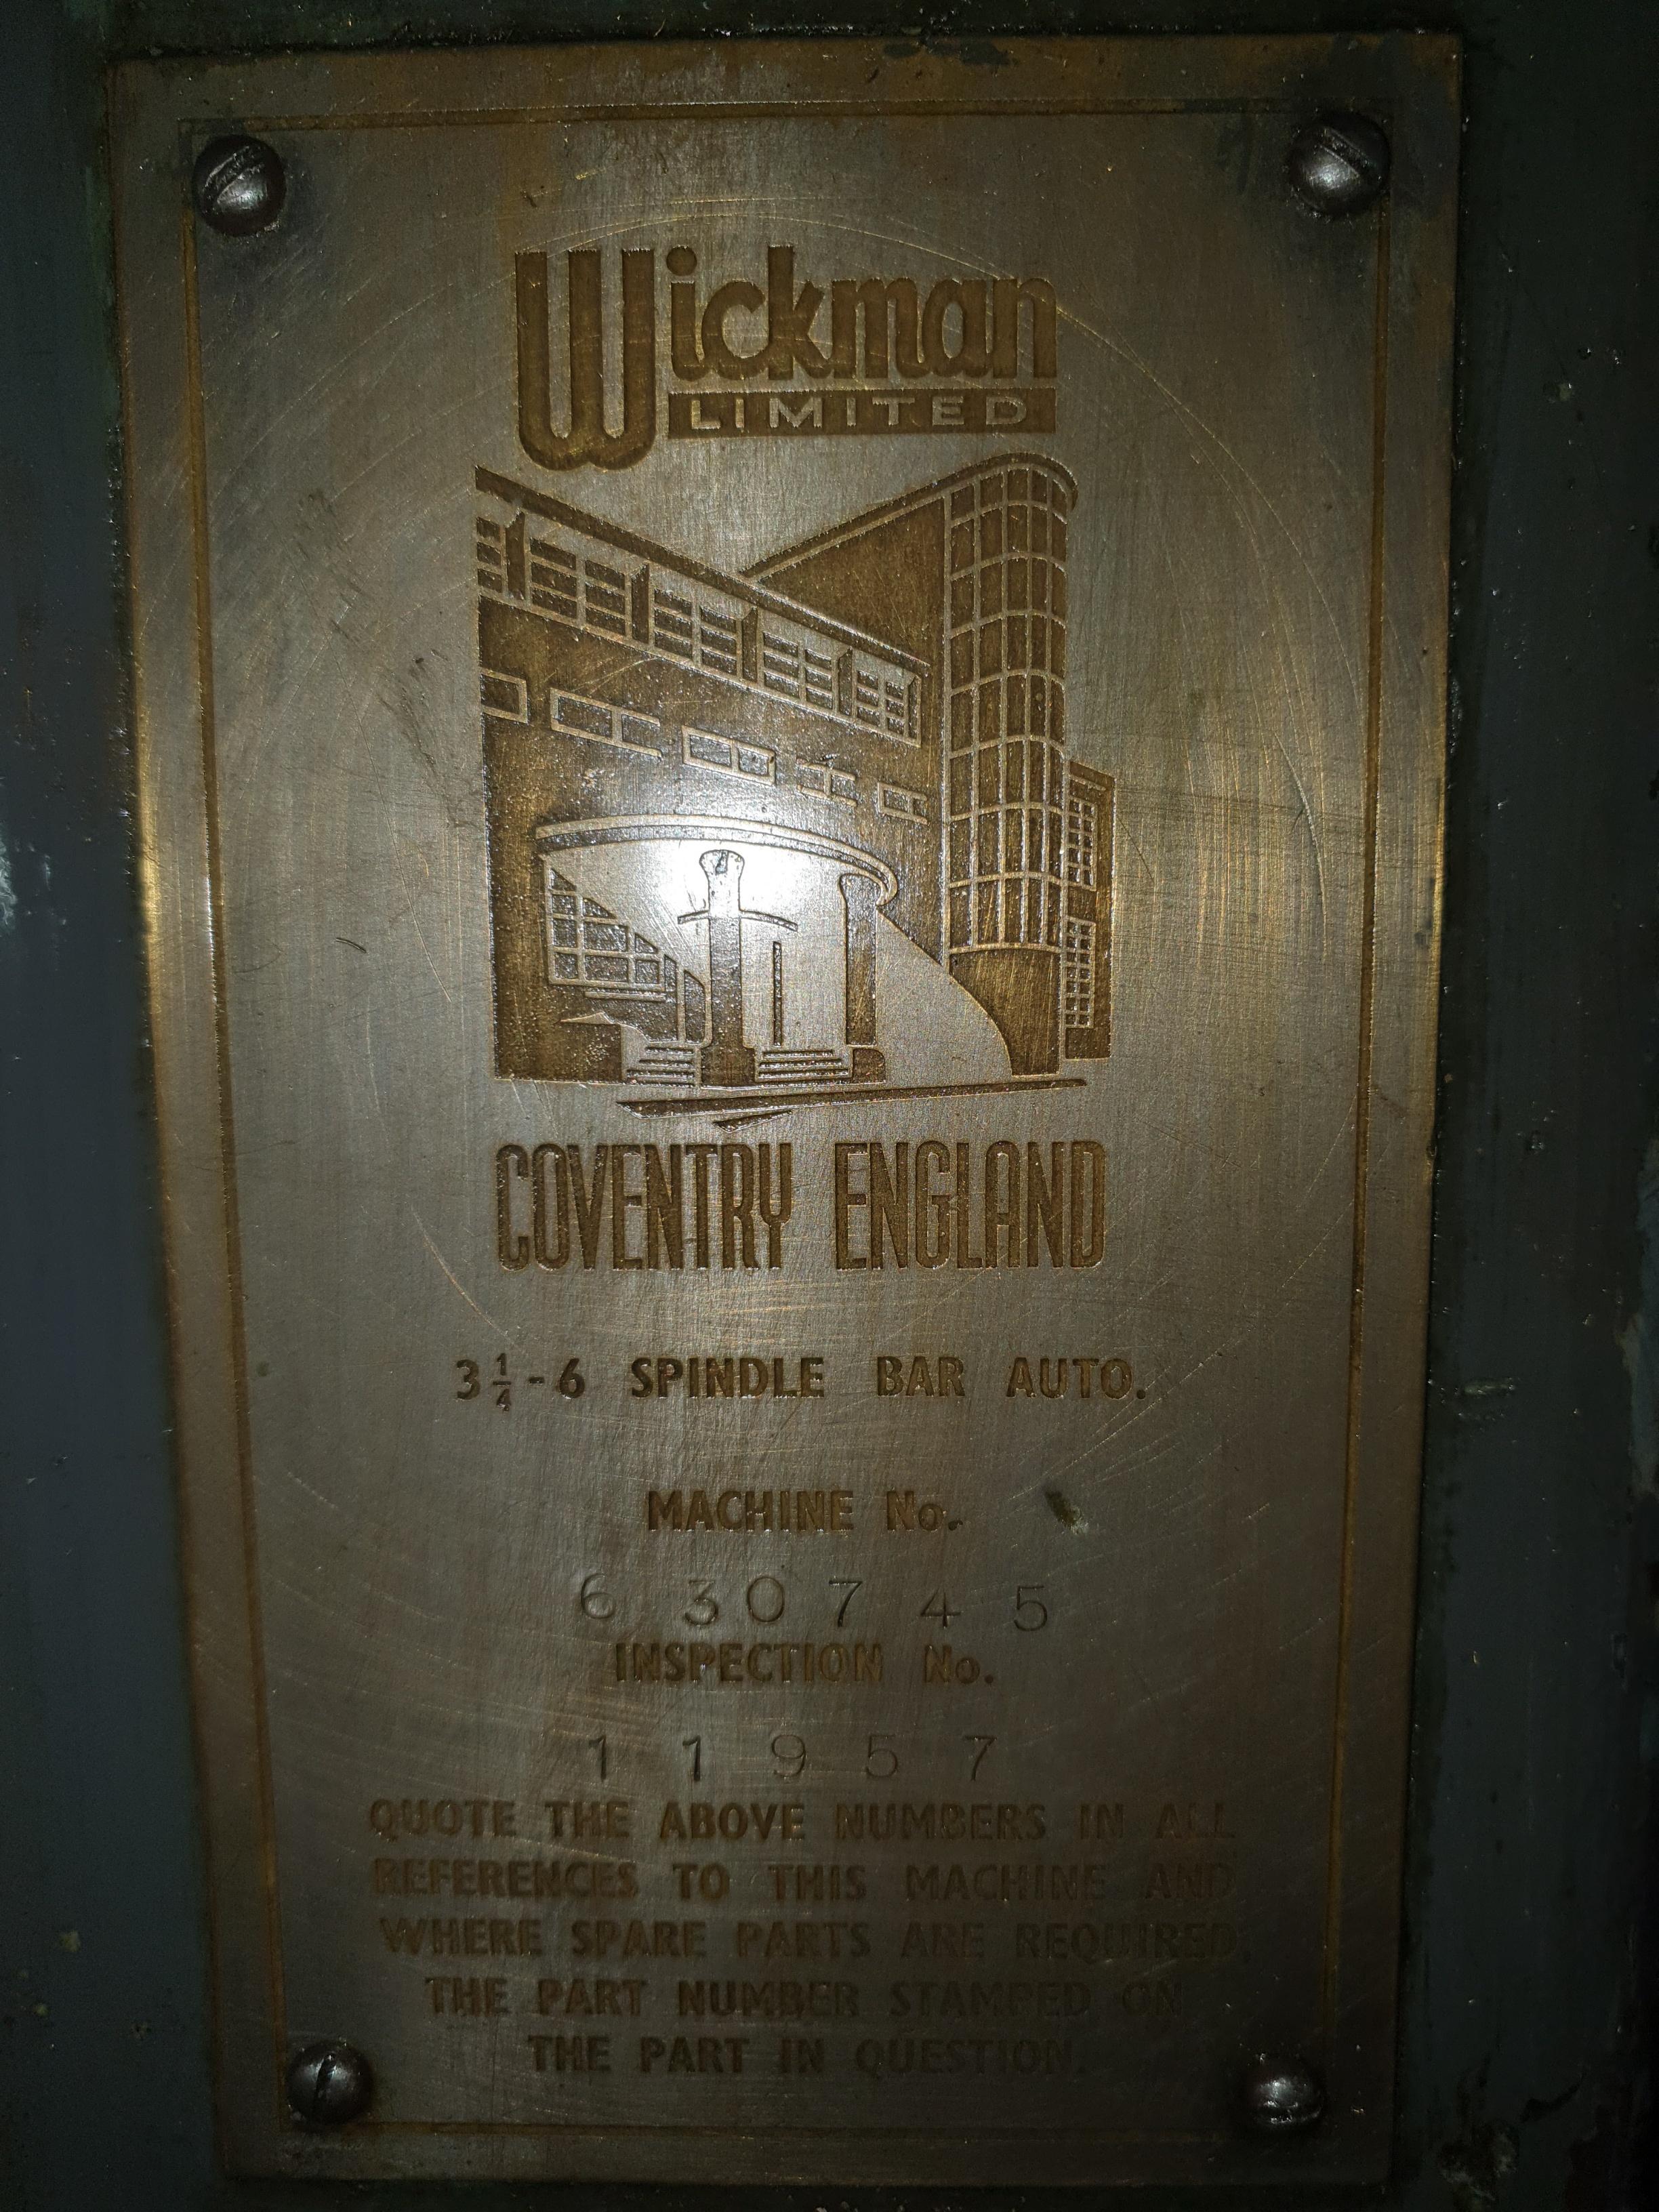 Wickman
LIMITED
COVENTRY ENGLAND
3¼-6 SPINDLE BAR AUTO.
MACHINE No.
6 30745
INSPECTION No.
11957
QUOTE THE ABOVE NUMBERS IN ALL
REFERENCES TO THIS MACHINE AND
WHERE SPARE PARTS ARE REQUIRED,
THE PART NUMBER STAMPED ON
THE PART IN QUESTION.